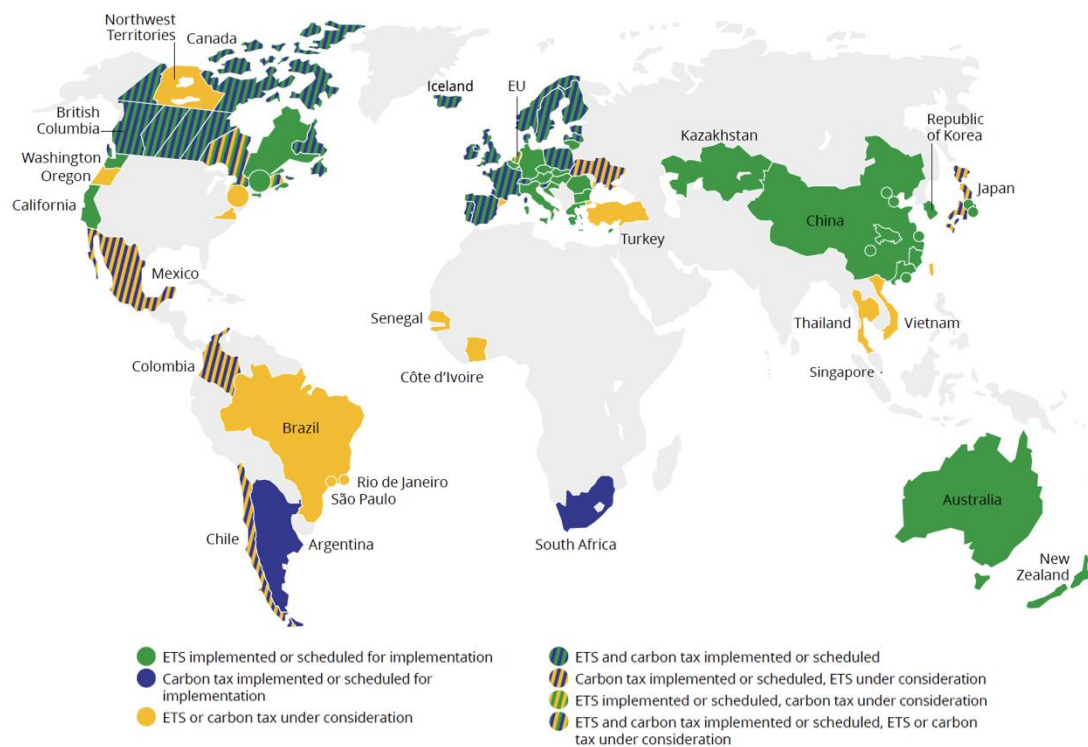 Northwest
Territories
Canada
British
Columbia
Washington
Oregon
California
Mexico
Colombia
Brazil
Rio de Janeiro
São Paulo
Chile
Argentina
Iceland
EU
Kazakhstan
Republic
of Korea
Japan
China
Turkey
Senegal
Côte d'Ivoire
Thailand
Vietnam
Singapore
South Africa
Australia
New
Zealand
ETS implemented or scheduled for implementation
Carbon tax implemented or scheduled for
implementation
ETS or carbon tax under consideration
ETS and carbon tax implemented or scheduled
Carbon tax implemented or scheduled, ETS under consideration
ETS implemented or scheduled, carbon tax under consideration
ETS and carbon tax implemented or scheduled, ETS or carbon
tax under consideration